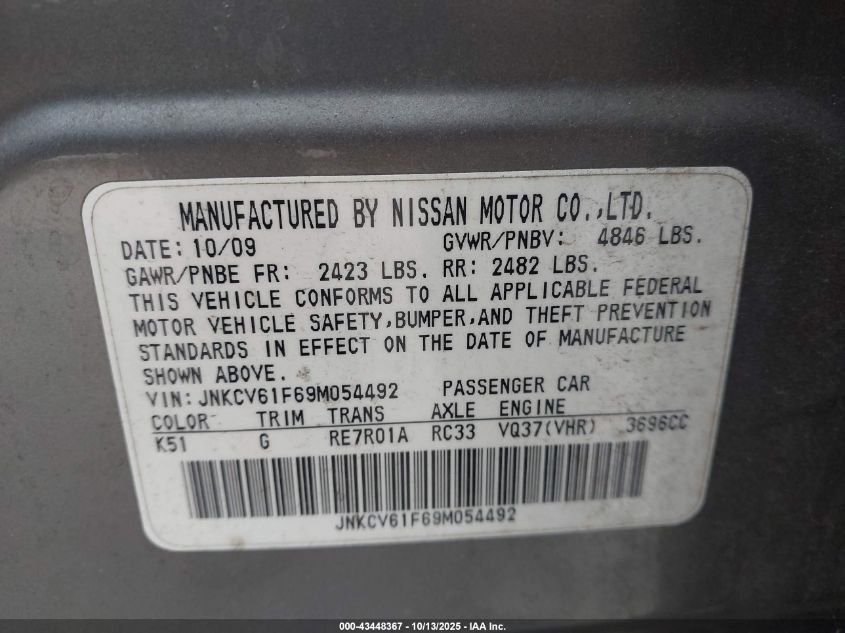 MANUFACTURED BY NISSAN MOTOR CO.,LTD.
DATE: 10/09 GVWR/PNBV: 4846 LBS.
GAWR/PNBE FR: 2423 LBS. RR: 2482 LBS.
THIS VEHICLE CONFORMS TO ALL APPLICABLE FEDERAL
MOTOR VEHICLE SAFETY,BUMPER,AND THEFT PREVENTION
STANDARDS IN EFFECT ON THE DATE OF MANUFACTURE
SHOWN ABOVE.
VIN: JNKCV61F69M054492 PASSENGER CAR
COLOR TRIM TRANS AXLE ENGINE
K51 G RE7R01A RC33 VQ37(VHR) 3696CC
JNKCV61F69M054492
000-43448367 - 10/13/2025 - IAA Inc.